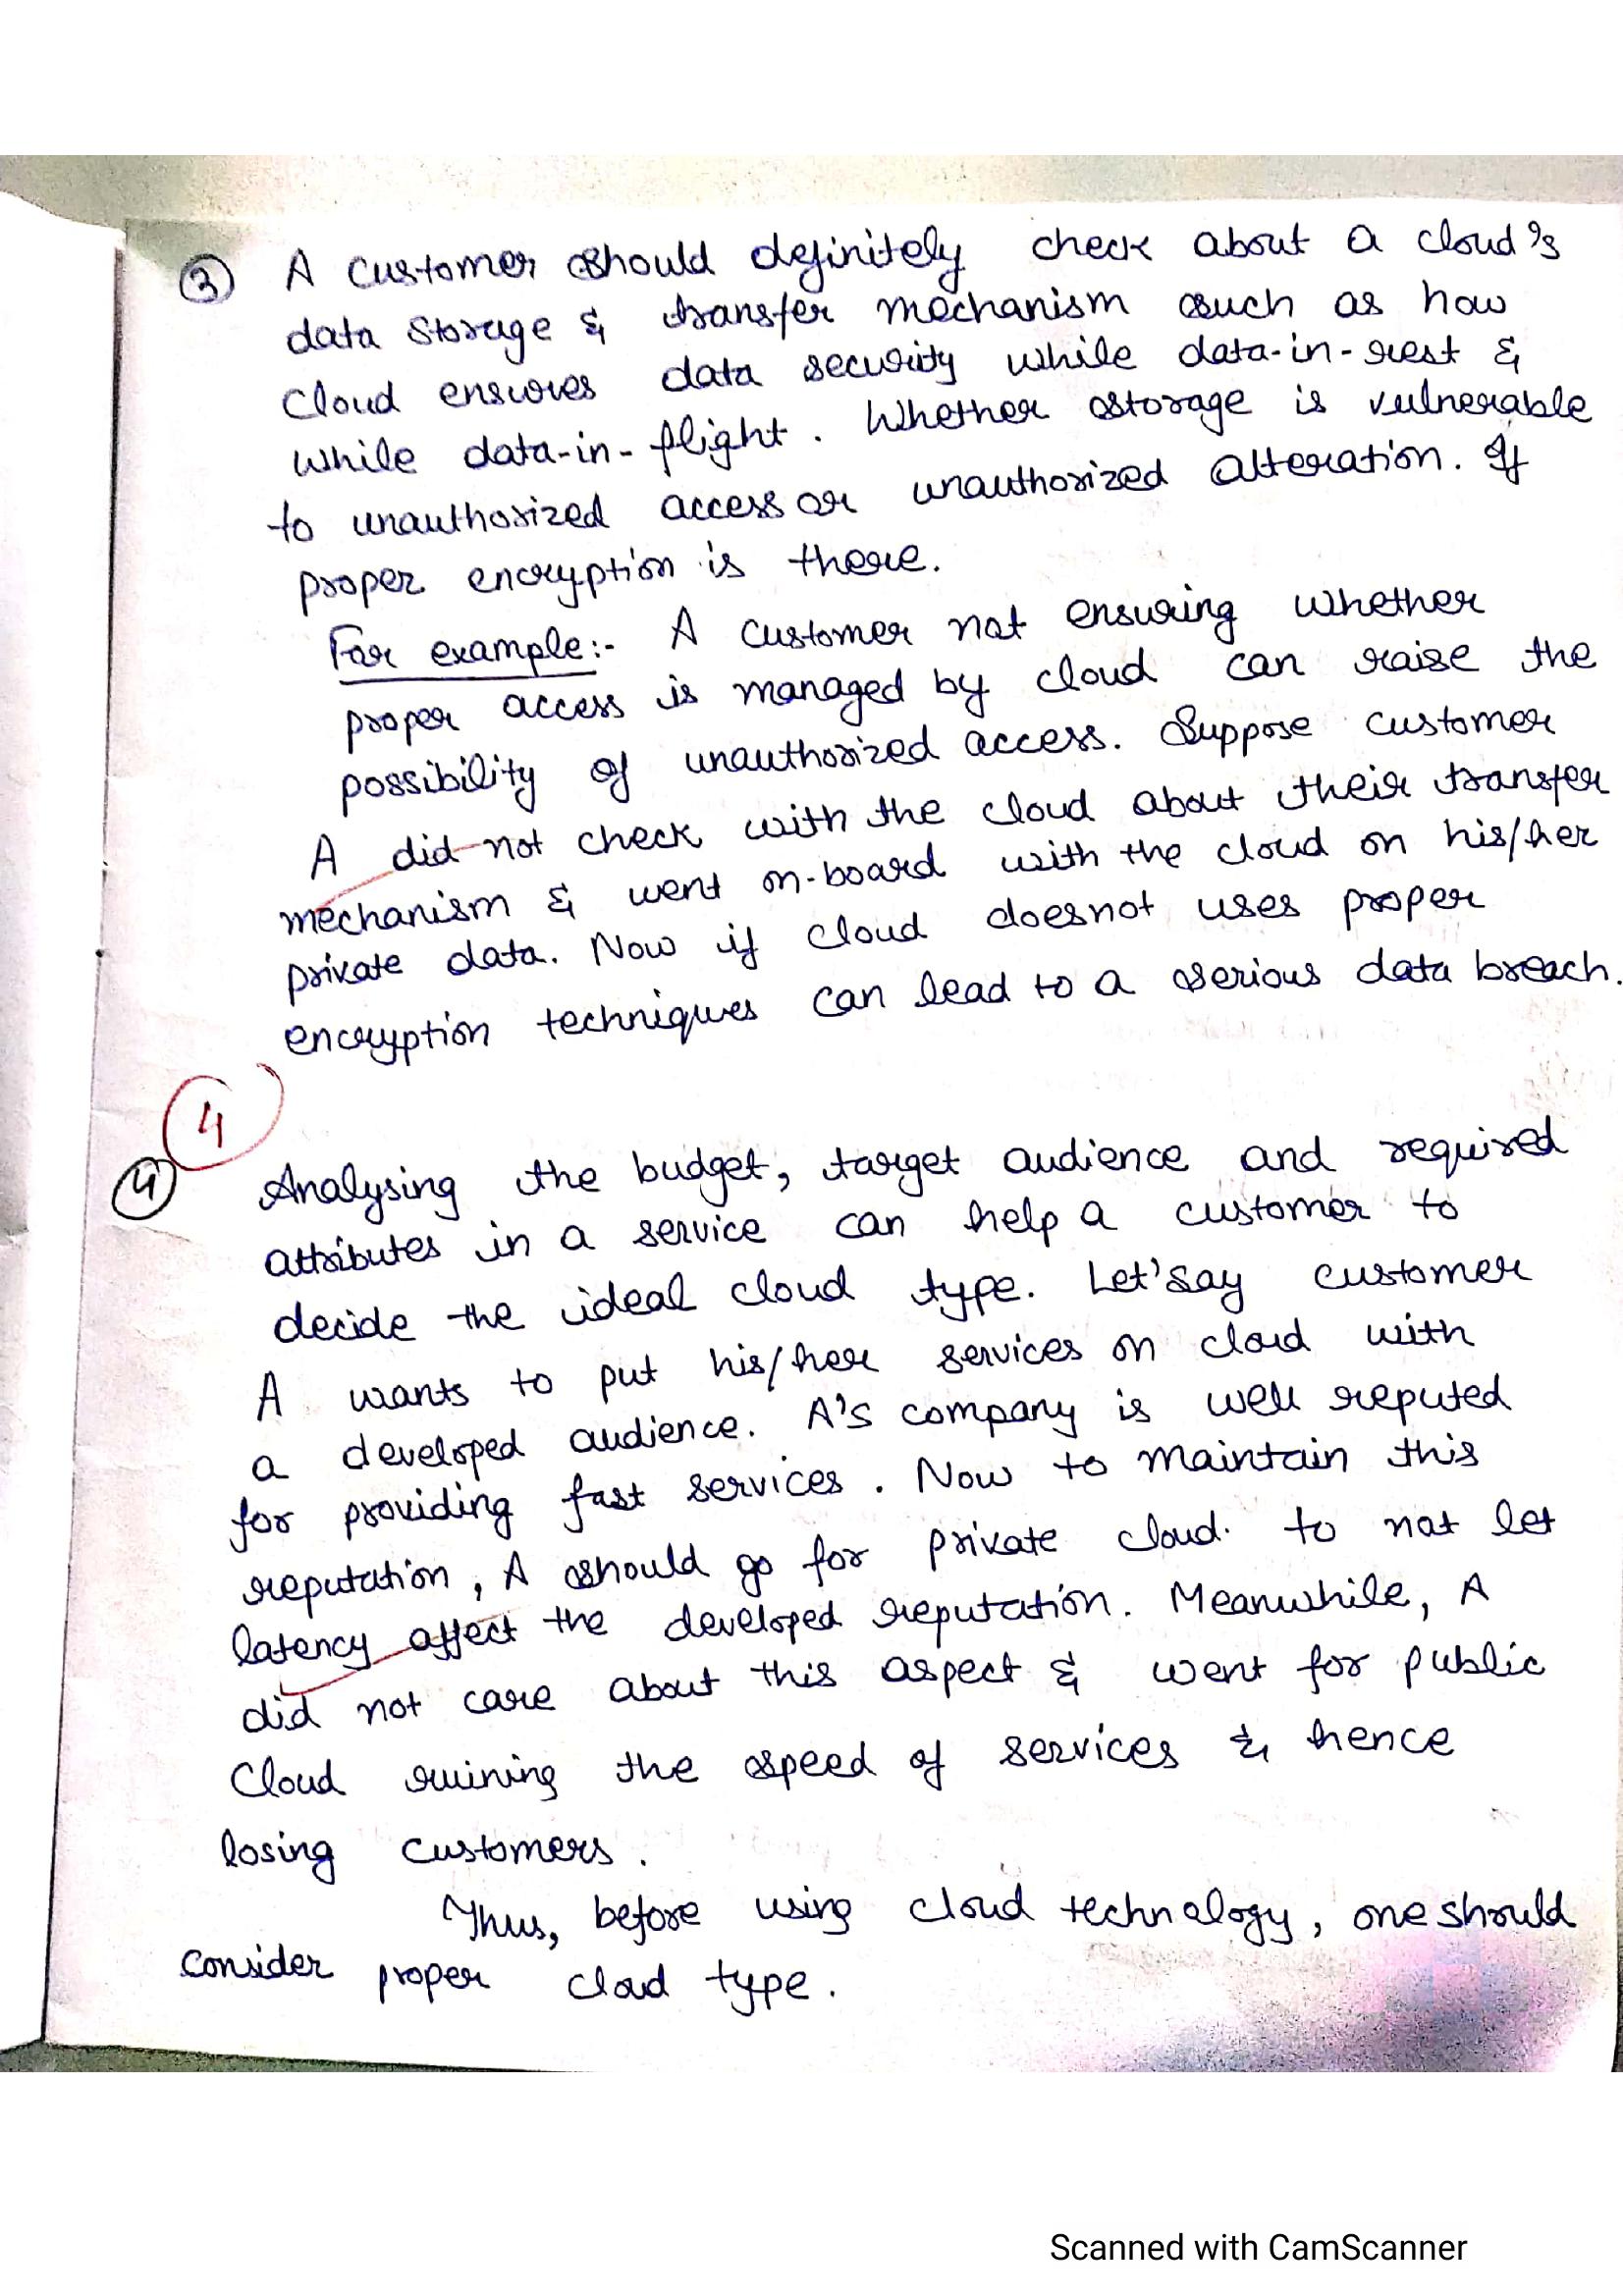 ③ A customer should definitely check about a cloud's
data storage & transfer mechanism such as how
cloud ensures data security while data-in-rest &
while data-in-flight. Whether storage is vulnerable
to unauthorized access or unauthorized alteration. If
proper encryption is there.
For example:- A customer not ensuring whether
proper access is managed by cloud can raise the
possibility of unauthorized access. Suppose customer
A did not check with the cloud about their transfer
mechanism & went on-board with the cloud on his/her
private data. Now if cloud doesnot uses proper
encryption techniques can lead to a serious data breach.
4
④ Analysing the budget, target audience and required
attributes in a service can help a customer to
decide the ideal cloud type. Let'say customer
A wants to put his/her services on cloud with
a developed audience. A's company is well reputed
for providing fast services. Now to maintain this
reputation, A should go for private cloud. to not let
latency affect the developed reputation. Meanwhile, A
did not care about this aspect & went for public
Cloud ruining the speed of services & hence
losing customers.
Thus, before using cloud technology, one should
consider proper cloud type.
Scanned with CamScanner